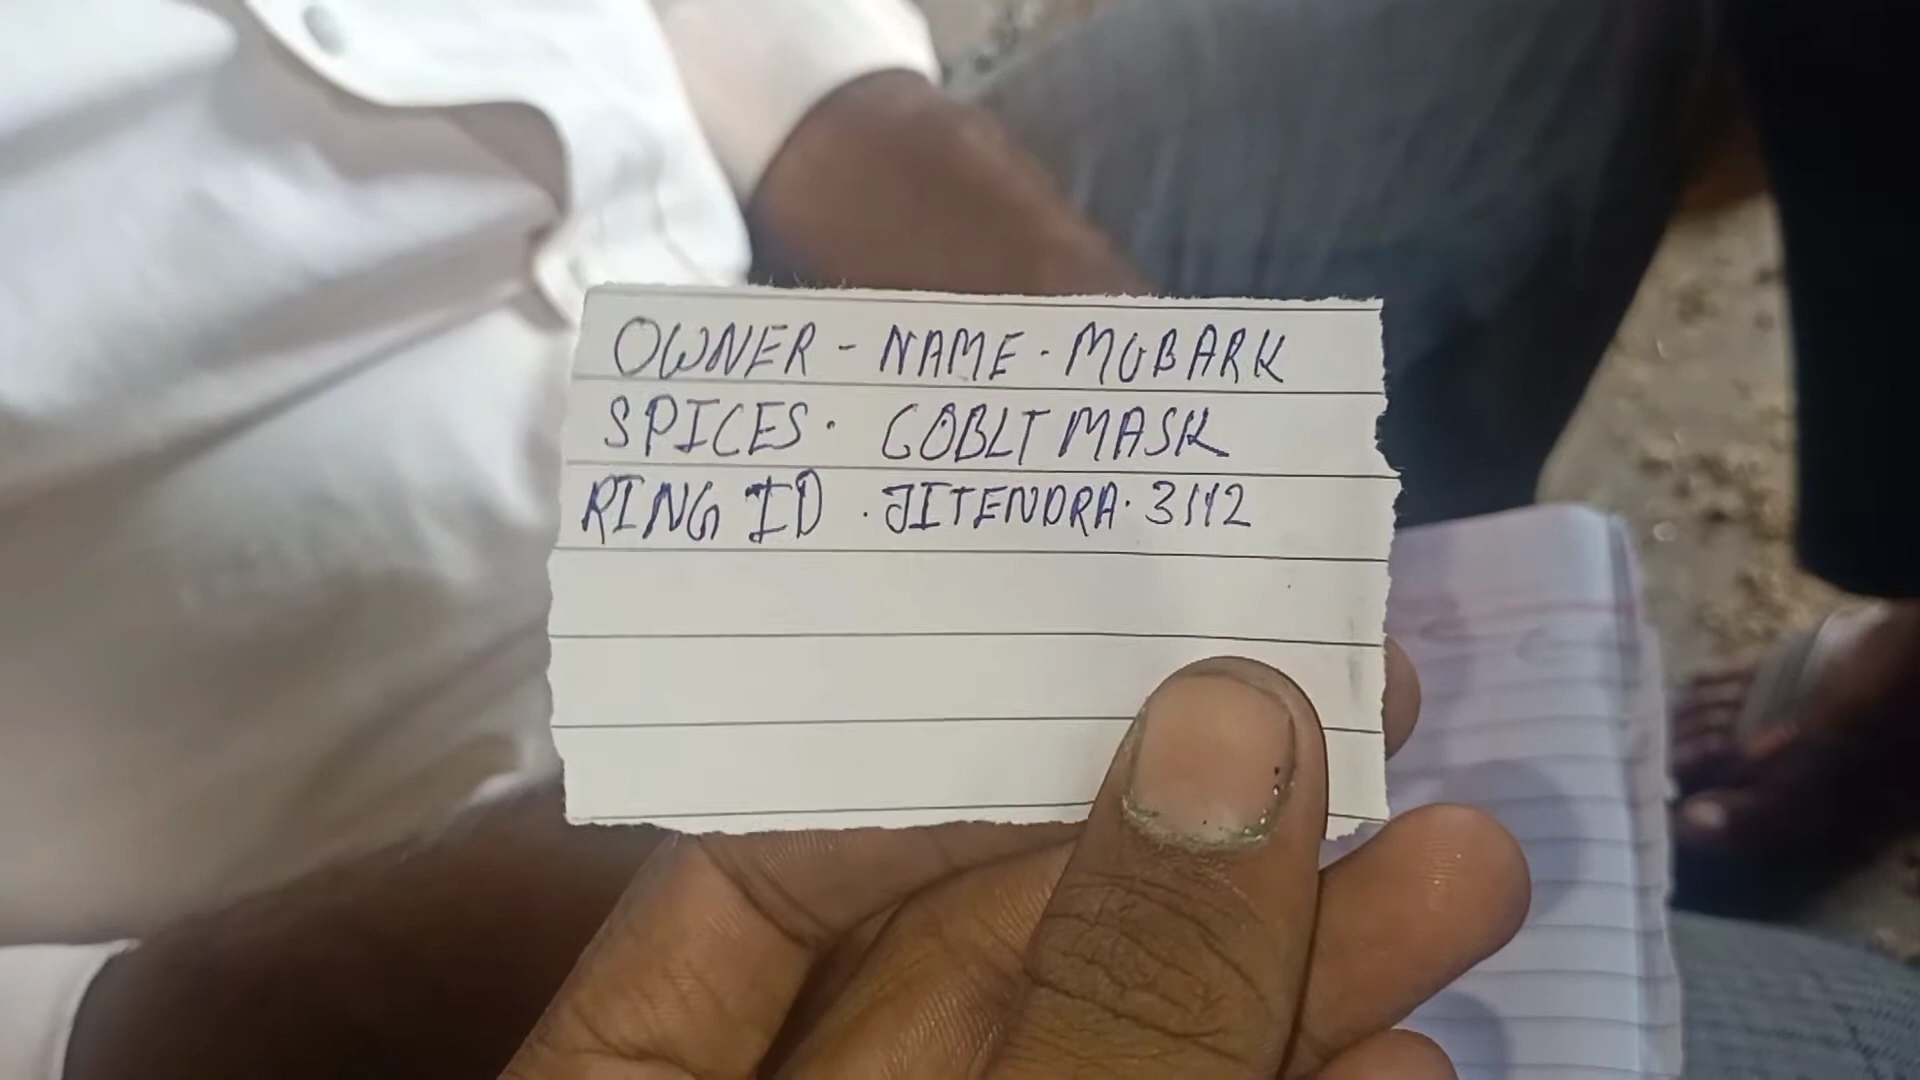 OWNER - NAME. MUBARK
SPICES. COBLT MASK
RING ID. JITENDRA. 3112